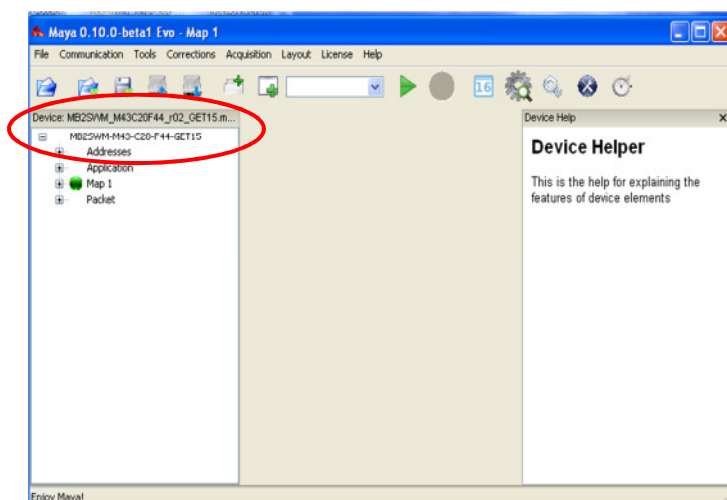 Maya 0.10.0-beta1 Evo - Map 1
File Communication Tools Corrections Acquisition Layout License Help
16
Device: MB2SWM_M43C20F44_r02_GET15.m...
Device Help
MB2SWM-M43-C20-F44-GET15
Addresses
Application
Map 1
Packet
Device Helper
This is the help for explaining the
features of device elements
Enjoy Maya!